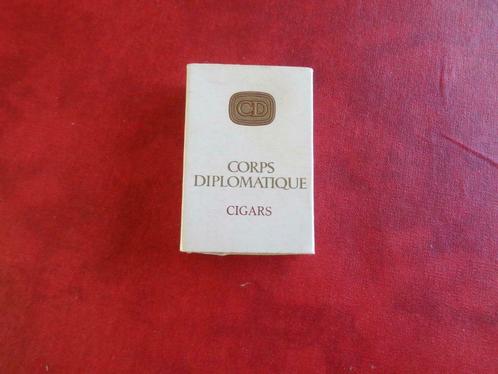 CD
CORPS
DIPLOMATIQUE
CIGARS